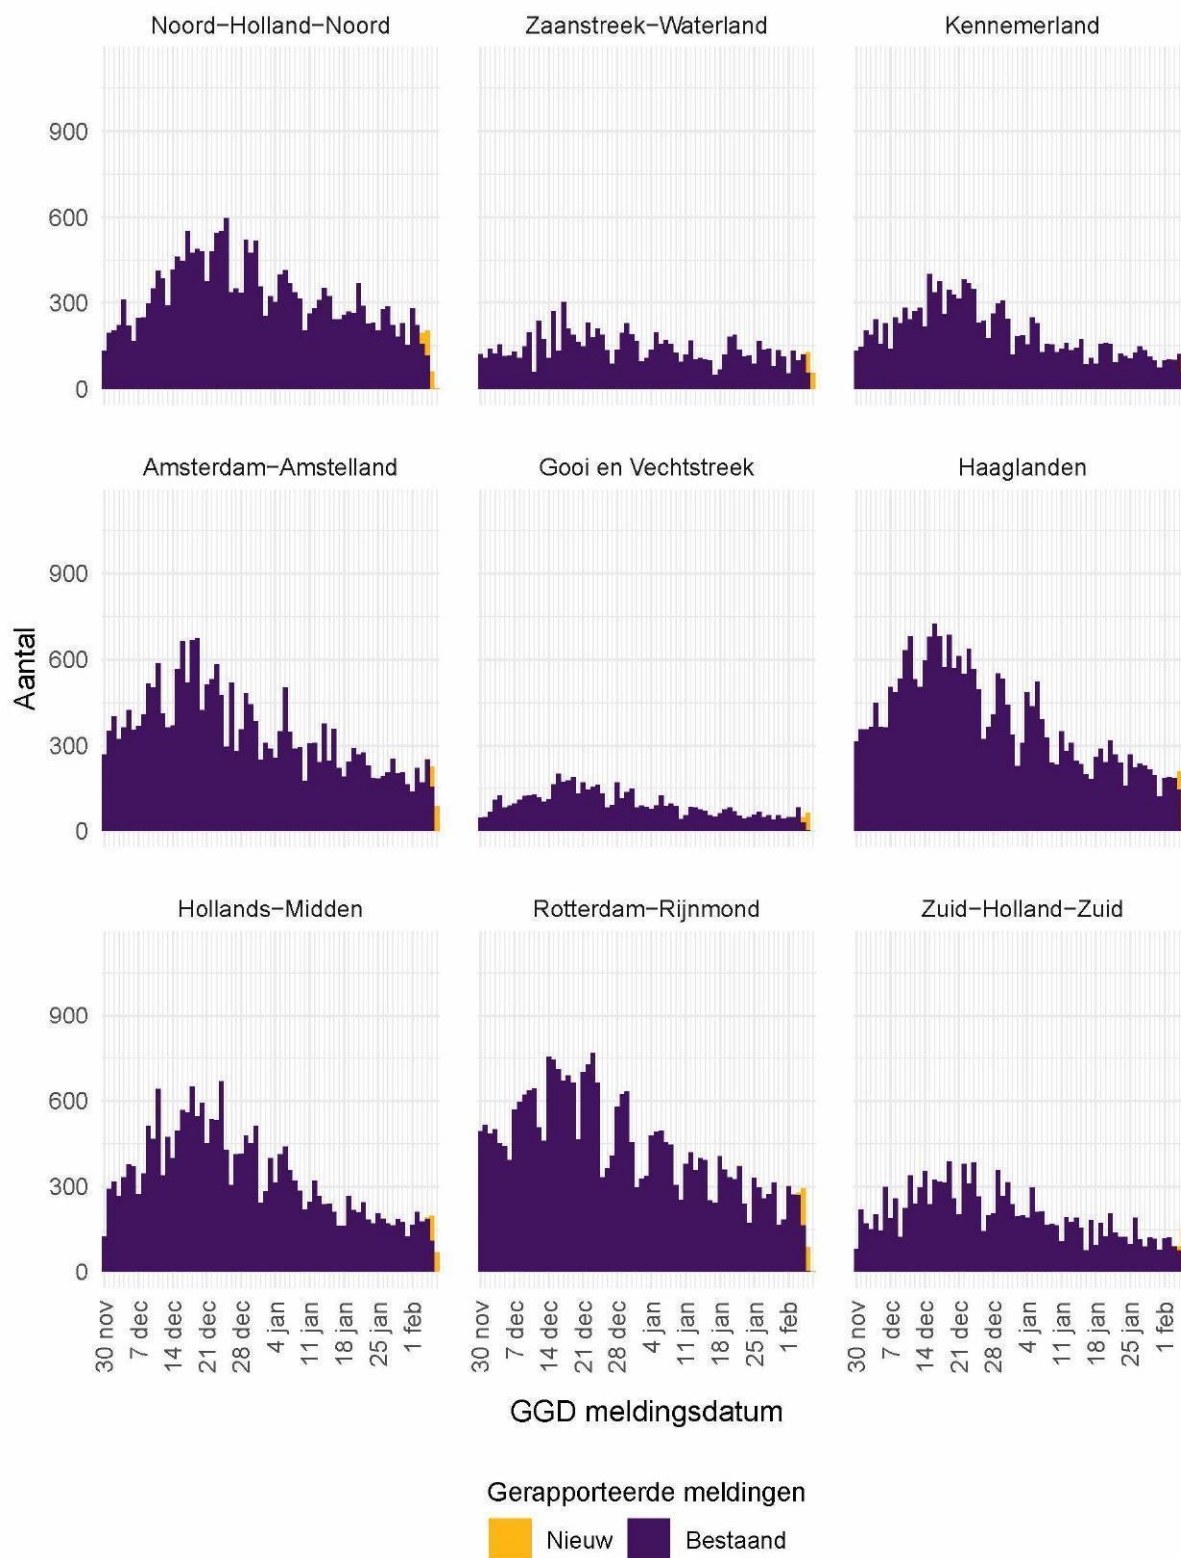 Noord−Holland−Noord
Zaanstreek−Waterland
Kennemerland
900
600
300
0
Amsterdam−Amstelland
Gooi en Vechtstreek
Haaglanden
900
600
300
0
Aantal
Hollands−Midden
Rotterdam−Rijnmond
Zuid−Holland−Zuid
900
600
300
0
30 nov
7 dec
14 dec
21 dec
28 dec
4 jan
11 jan
18 jan
25 jan
1 feb
30 nov
7 dec
14 dec
21 dec
28 dec
4 jan
11 jan
18 jan
25 jan
1 feb
30 nov
7 dec
14 dec
21 dec
28 dec
4 jan
11 jan
18 jan
25 jan
1 feb
GGD meldingsdatum
Gerapporteerde meldingen
Nieuw
Bestaand